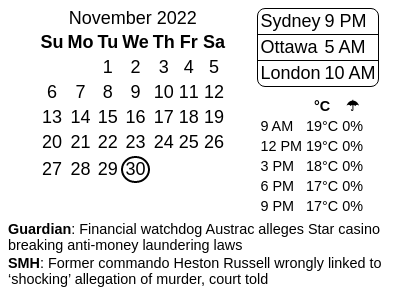 November 2022
Su Mo Tu We Th Fr Sa
1 2 3 4 5
6 7 8 9 10 11 12
13 14 15 16 17 18 19
20 21 22 23 24 25 26
27 28 29 30
Sydney 9 PM
Ottawa 5 AM
London 10 AM
°C ☂
9 AM 19°C 0%
12 PM 19°C 0%
3 PM 18°C 0%
6 PM 17°C 0%
9 PM 17°C 0%
Guardian: Financial watchdog Austrac alleges Star casino
breaking anti-money laundering laws
SMH: Former commando Heston Russell wrongly linked to
‘shocking’ allegation of murder, court told